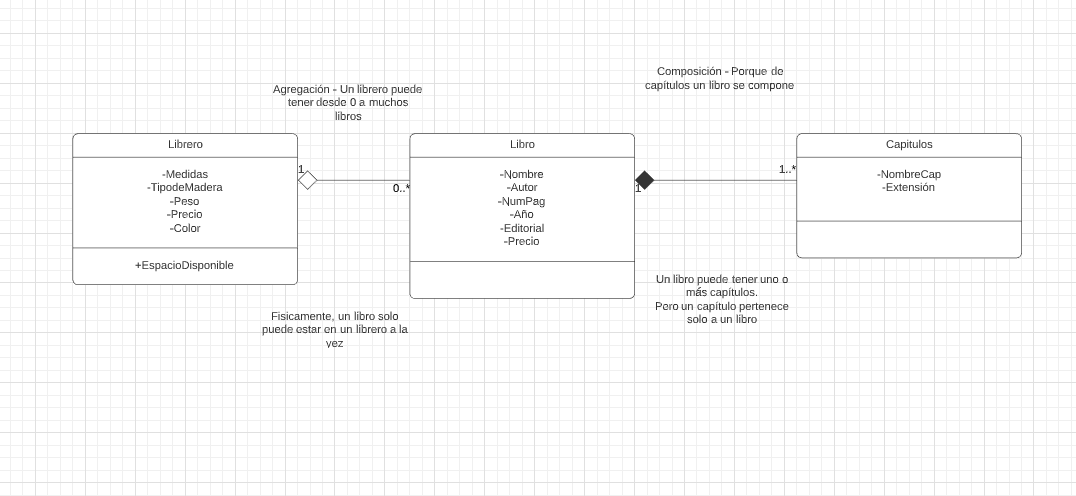 Composición - Porque de
capítulos un libro se compone
Agregación - Un librero puede
tener desde 0 a muchos
libros
Librero
-Medidas
-TipodeMadera
-Peso
-Precio
-Color
+EspacioDisponible
1
0..*
Libro
-Nombre
-Autor
-NumPag
-Año
-Editorial
-Precio
1
1..*
Capitulos
-NombreCap
-Extensión
Un libro puede tener uno o
más capítulos.
Pero un capítulo pertenece
solo a un libro
Fisicamente, un libro solo
puede estar en un librero a la
vez